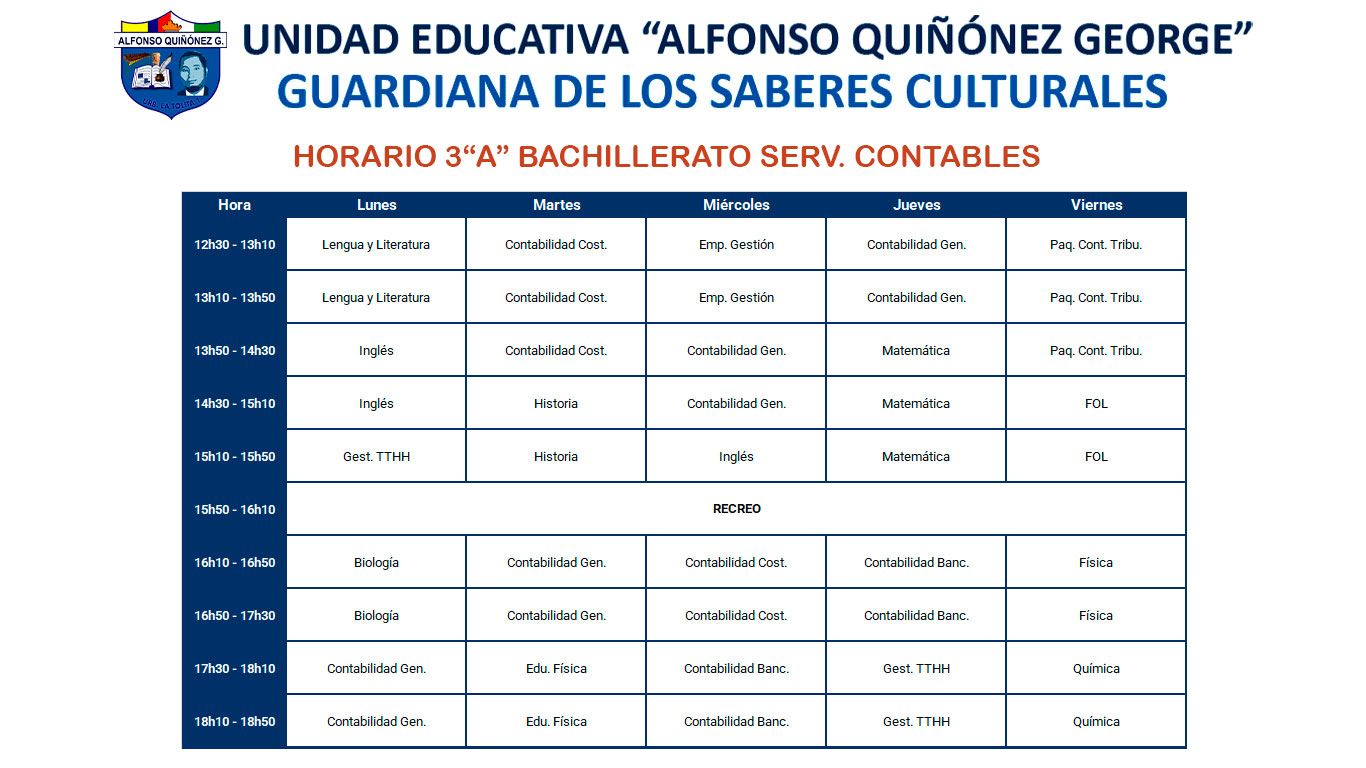 ALFONSO QUIÑÓNEZ G.
UNIDAD EDUCATIVA “ALFONSO QUIÑÓNEZ GEORGE”
GUARDIANA DE LOS SABERES CULTURALES
URB. LA TOLITA 1
HORARIO 3“A” BACHILLERATO SERV. CONTABLES
Hora Lunes Martes Miércoles Jueves Viernes
12h30 - 13h10 Lengua y Literatura Contabilidad Cost. Emp. Gestión Contabilidad Gen. Paq. Cont. Tribu.
13h10 - 13h50 Lengua y Literatura Contabilidad Cost. Emp. Gestión Contabilidad Gen. Paq. Cont. Tribu.
13h50 - 14h30 Inglés Contabilidad Cost. Contabilidad Gen. Matemática Paq. Cont. Tribu.
14h30 - 15h10 Inglés Historia Contabilidad Gen. Matemática FOL
15h10 - 15h50 Gest. TTHH Historia Inglés Matemática FOL
15h50 - 16h10 RECREO
16h10 - 16h50 Biología Contabilidad Gen. Contabilidad Cost. Contabilidad Banc. Física
16h50 - 17h30 Biología Contabilidad Gen. Contabilidad Cost. Contabilidad Banc. Física
17h30 - 18h10 Contabilidad Gen. Edu. Física Contabilidad Banc. Gest. TTHH Química
18h10 - 18h50 Contabilidad Gen. Edu. Física Contabilidad Banc. Gest. TTHH Química